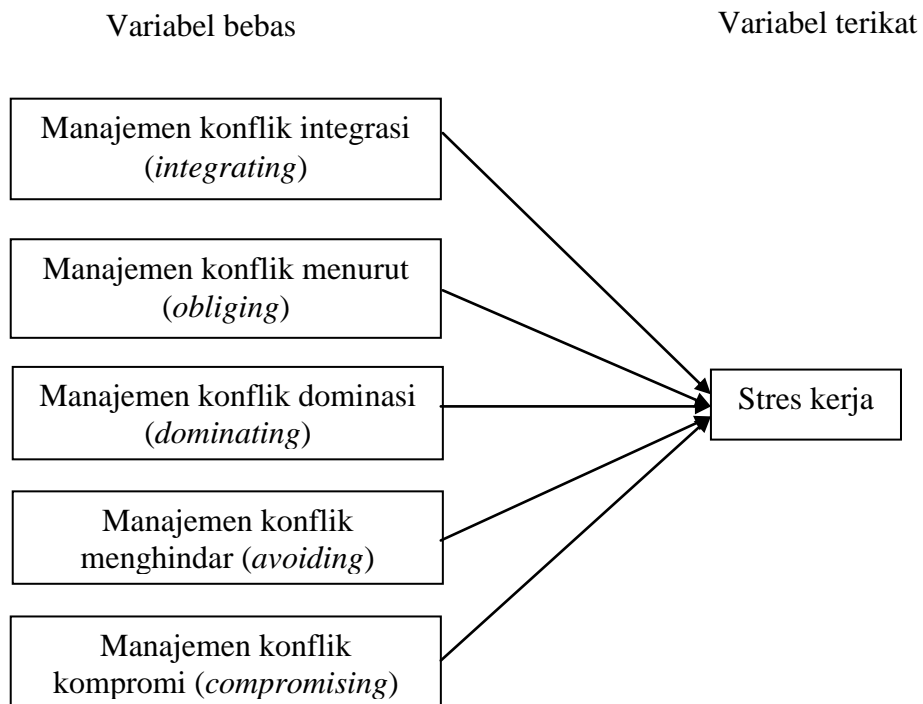 Variabel bebas
Variabel terikat
Manajemen konflik integrasi
(integrating)
Manajemen konflik menurut
(obliging)
Manajemen konflik dominasi
(dominating)
Stres kerja
Manajemen konflik
menghindar (avoiding)
Manajemen konflik
kompromi (compromising)